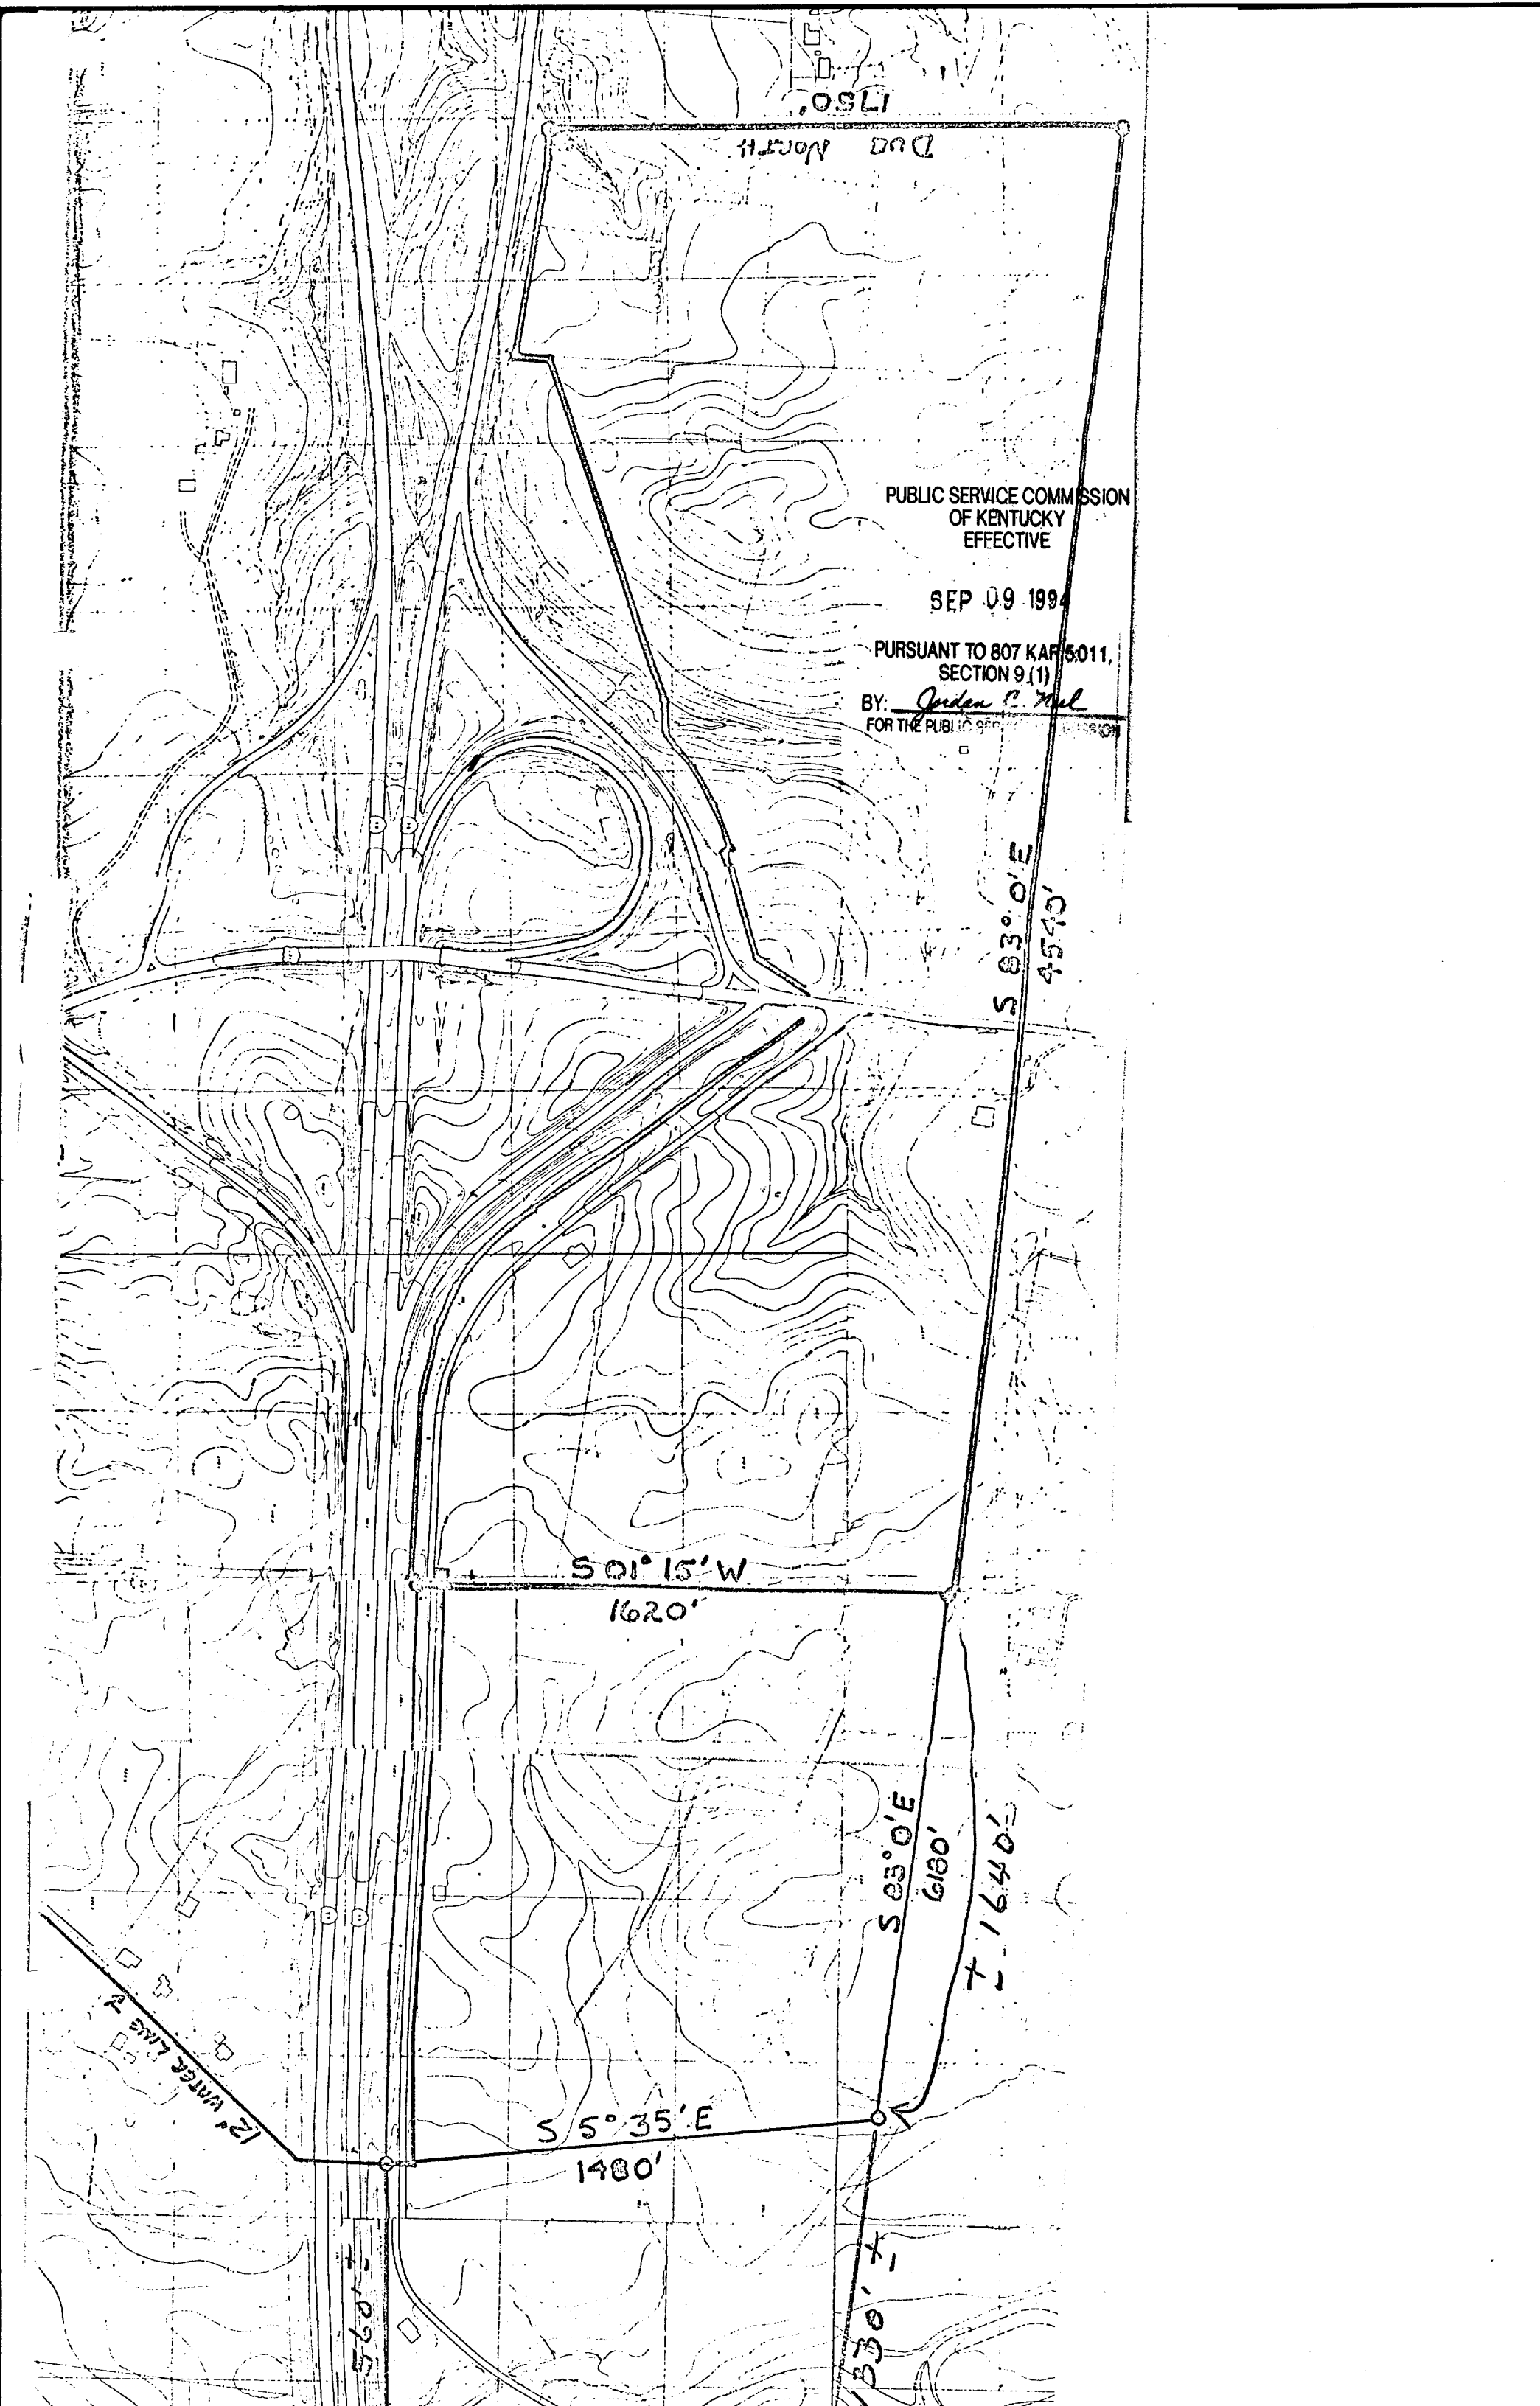 1750'
DUE NORTH
PUBLIC SERVICE COMMISSION
OF KENTUCKY
EFFECTIVE
SEP 09 1994
PURSUANT TO 807 KAR 5:011,
SECTION 9 (1)
BY:
FOR THE PUBLIC
S 83° 0' E
4540'
S 01° 15' W
1620'
S 83° 0' E
6180'
± 1640'
12" WATER LINE
S 5° 35' E
1480'
560' ±